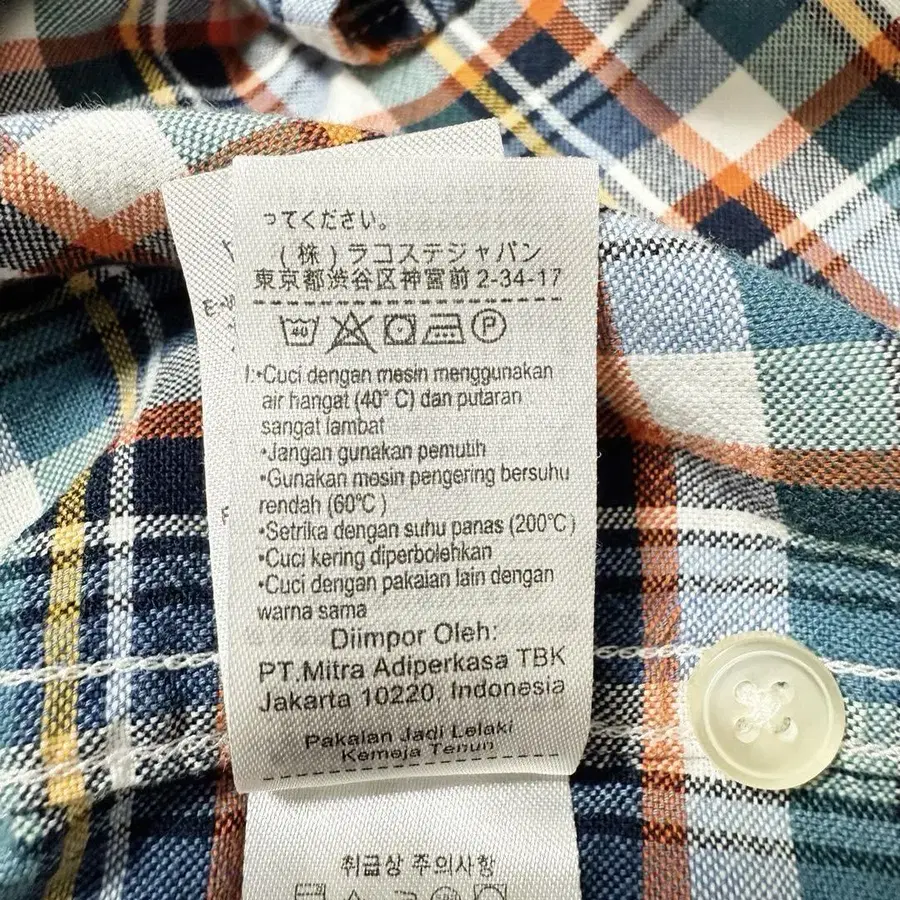 ってください。
(株)ラコステジャパン
東京都渋谷区神宮前 2-34-17
40
P
I:•Cuci dengan mesin menggunakan
air hangat (40° C) dan putaran
sangat lambat
•Jangan gunakan pemutih
•Gunakan mesin pengering bersuhu
rendah (60℃ )
•Setrika dengan suhu panas (200℃)
•Cuci kering diperbolehkan
•Cuci dengan pakaian lain dengan
warna sama
Diimpor Oleh:
PT.Mitra Adiperkasa TBK
Jakarta 10220, Indonesia
Pakaian Jadi Lelaki
Kemeja Tenun
취급상 주의사항